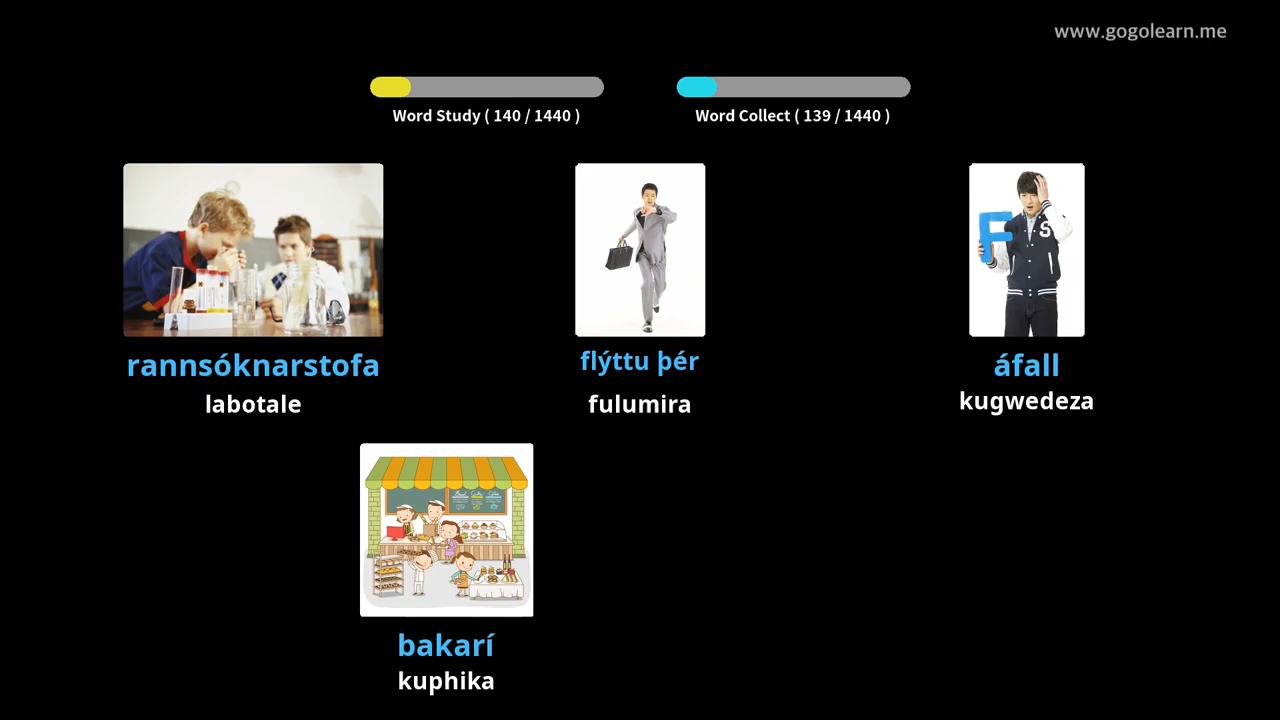 www.gogolearn.me
Word Study ( 140 / 1440 )
Word Collect ( 139 / 1440 )
rannsóknarstofa
labotale
flýttu þér
fulumira
F
S
áfall
kugwedeza
bakarí
kuphika